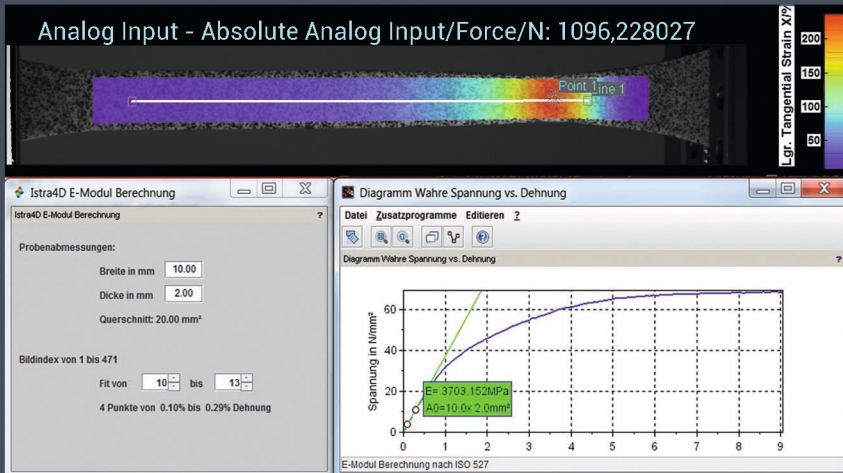 Analog Input - Absolute Analog Input/Force/N: 1096,228027
Point 1
Line 1
Lgr. Tangential Strain X/%
200
150
100
50
Istra4D E-Modul Berechnung
Istra4D E-Modul Berechnung ?
Probenabmessungen:
Breite in mm 10.00
Dicke in mm 2.00
Querschnitt: 20.00 mm²
Bildindex von 1 bis 471
Fit von 10 bis 13
4 Punkte von 0.10% bis 0.29% Dehnung
Diagramm Wahre Spannung vs. Dehnung
Datei Zusatzprogramme Editieren ?
Diagramm Wahre Spannung vs. Dehnung ?
Spannung in N/mm²
60
40
20
0
E= 3703,152MPa
A0=10.0x 2.0mm²
0 1 2 3 4 5 6 7 8 9
E-Modul Berechnung nach ISO 527